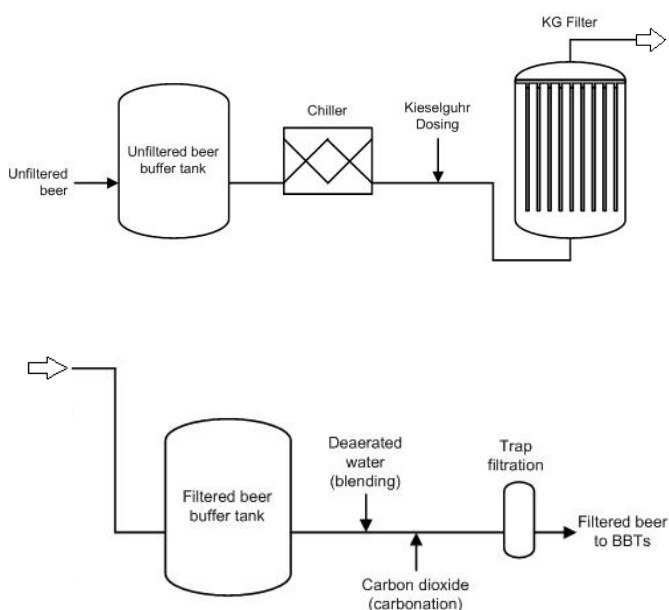 KG Filter
Chiller
Kieselguhr
Dosing
Unfiltered beer
buffer tank
Unfiltered
beer
Deaerated
water
(blending)
Trap
filtration
Filtered beer
buffer tank
Filtered beer
to BBTs
Carbon dioxide
(carbonation)